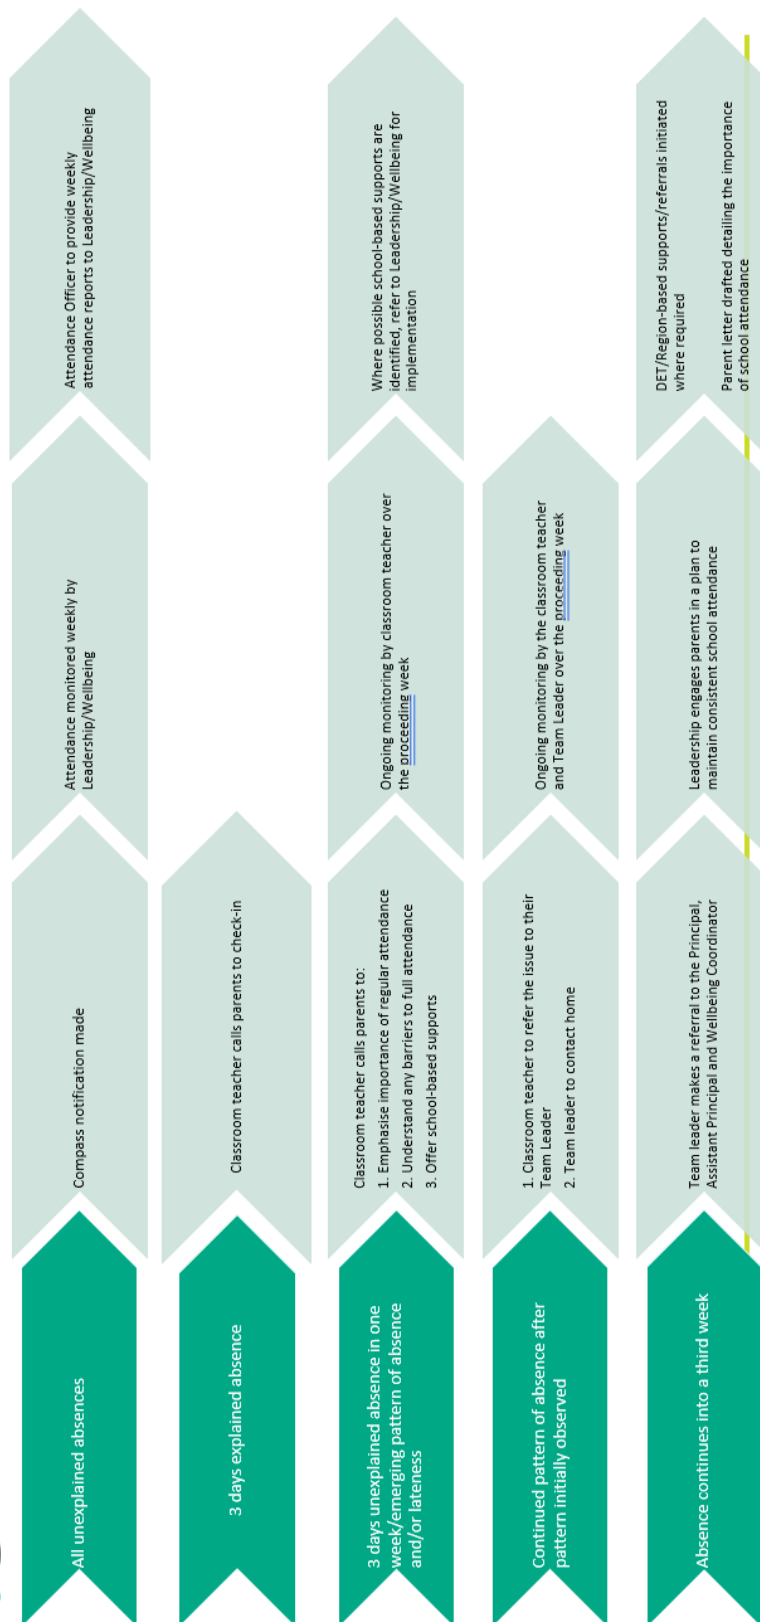 All unexplained absences
Compass notification made
Attendance monitored weekly by
Leadership/Wellbeing
Attendance Officer to provide weekly
attendance reports to Leadership/Wellbeing
3 days explained absence
Classroom teacher calls parents to check-in
3 days unexplained absence in one
week/emerging pattern of absence
and/or lateness
Classroom teacher calls parents to:
1. Emphasise importance of regular attendance
2. Understand any barriers to full attendance
3. Offer school-based supports
Ongoing monitoring by classroom teacher over
the proceeding week
Where possible school-based supports are
identified, refer to Leadership/Wellbeing for
implementation
Continued pattern of absence after
pattern initially observed
1. Classroom teacher to refer the issue to their
Team Leader
2. Team leader to contact home
Ongoing monitoring by the classroom teacher
and Team Leader over the proceeding week
Absence continues into a third week
Team leader makes a referral to the Principal,
Assistant Principal and Wellbeing Coordinator
Leadership engages parents in a plan to
maintain consistent school attendance
DET/Region-based supports/referrals initiated
where required
Parent letter drafted detailing the importance
of school attendance